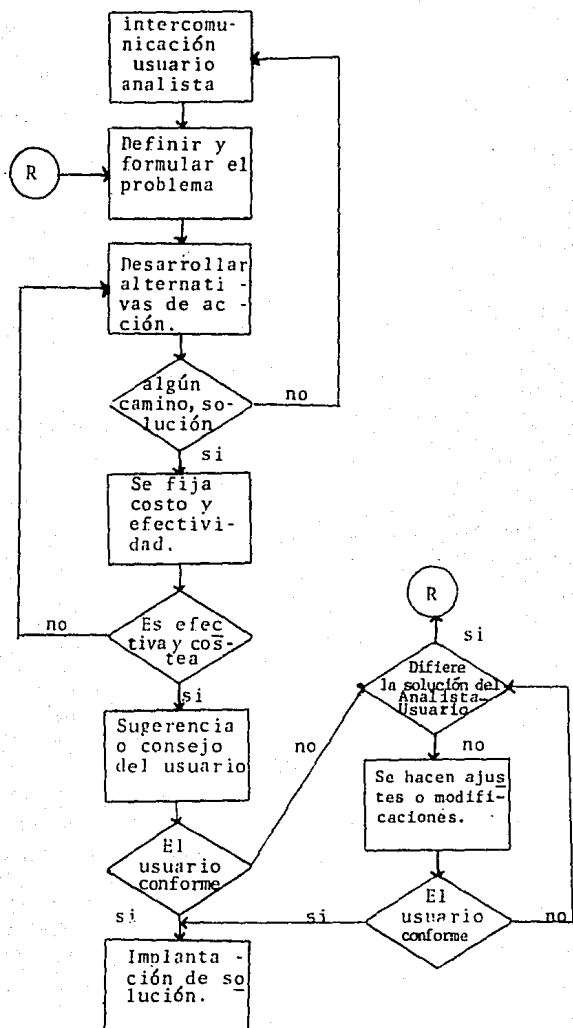 intercomu-
nicación
usuario
analista
R
Definir y
formular el
problema
Desarrollar
alternati -
vas de ac -
ción.
algún
camino, so-
lución
no
si
Se fija
costo y
efectivi-
dad.
no
Es efec
tiva y cos-
tea
si
Sugerencia
o consejo
del usuario
no
El
usuario
conforme
si
Implanta -
ción de so
lución.
R
si
Difiere
la solución del
Analista-
Usuario
no
Se hacen ajus
tes o modifi-
caciones.
El
usuario
conforme
no
si